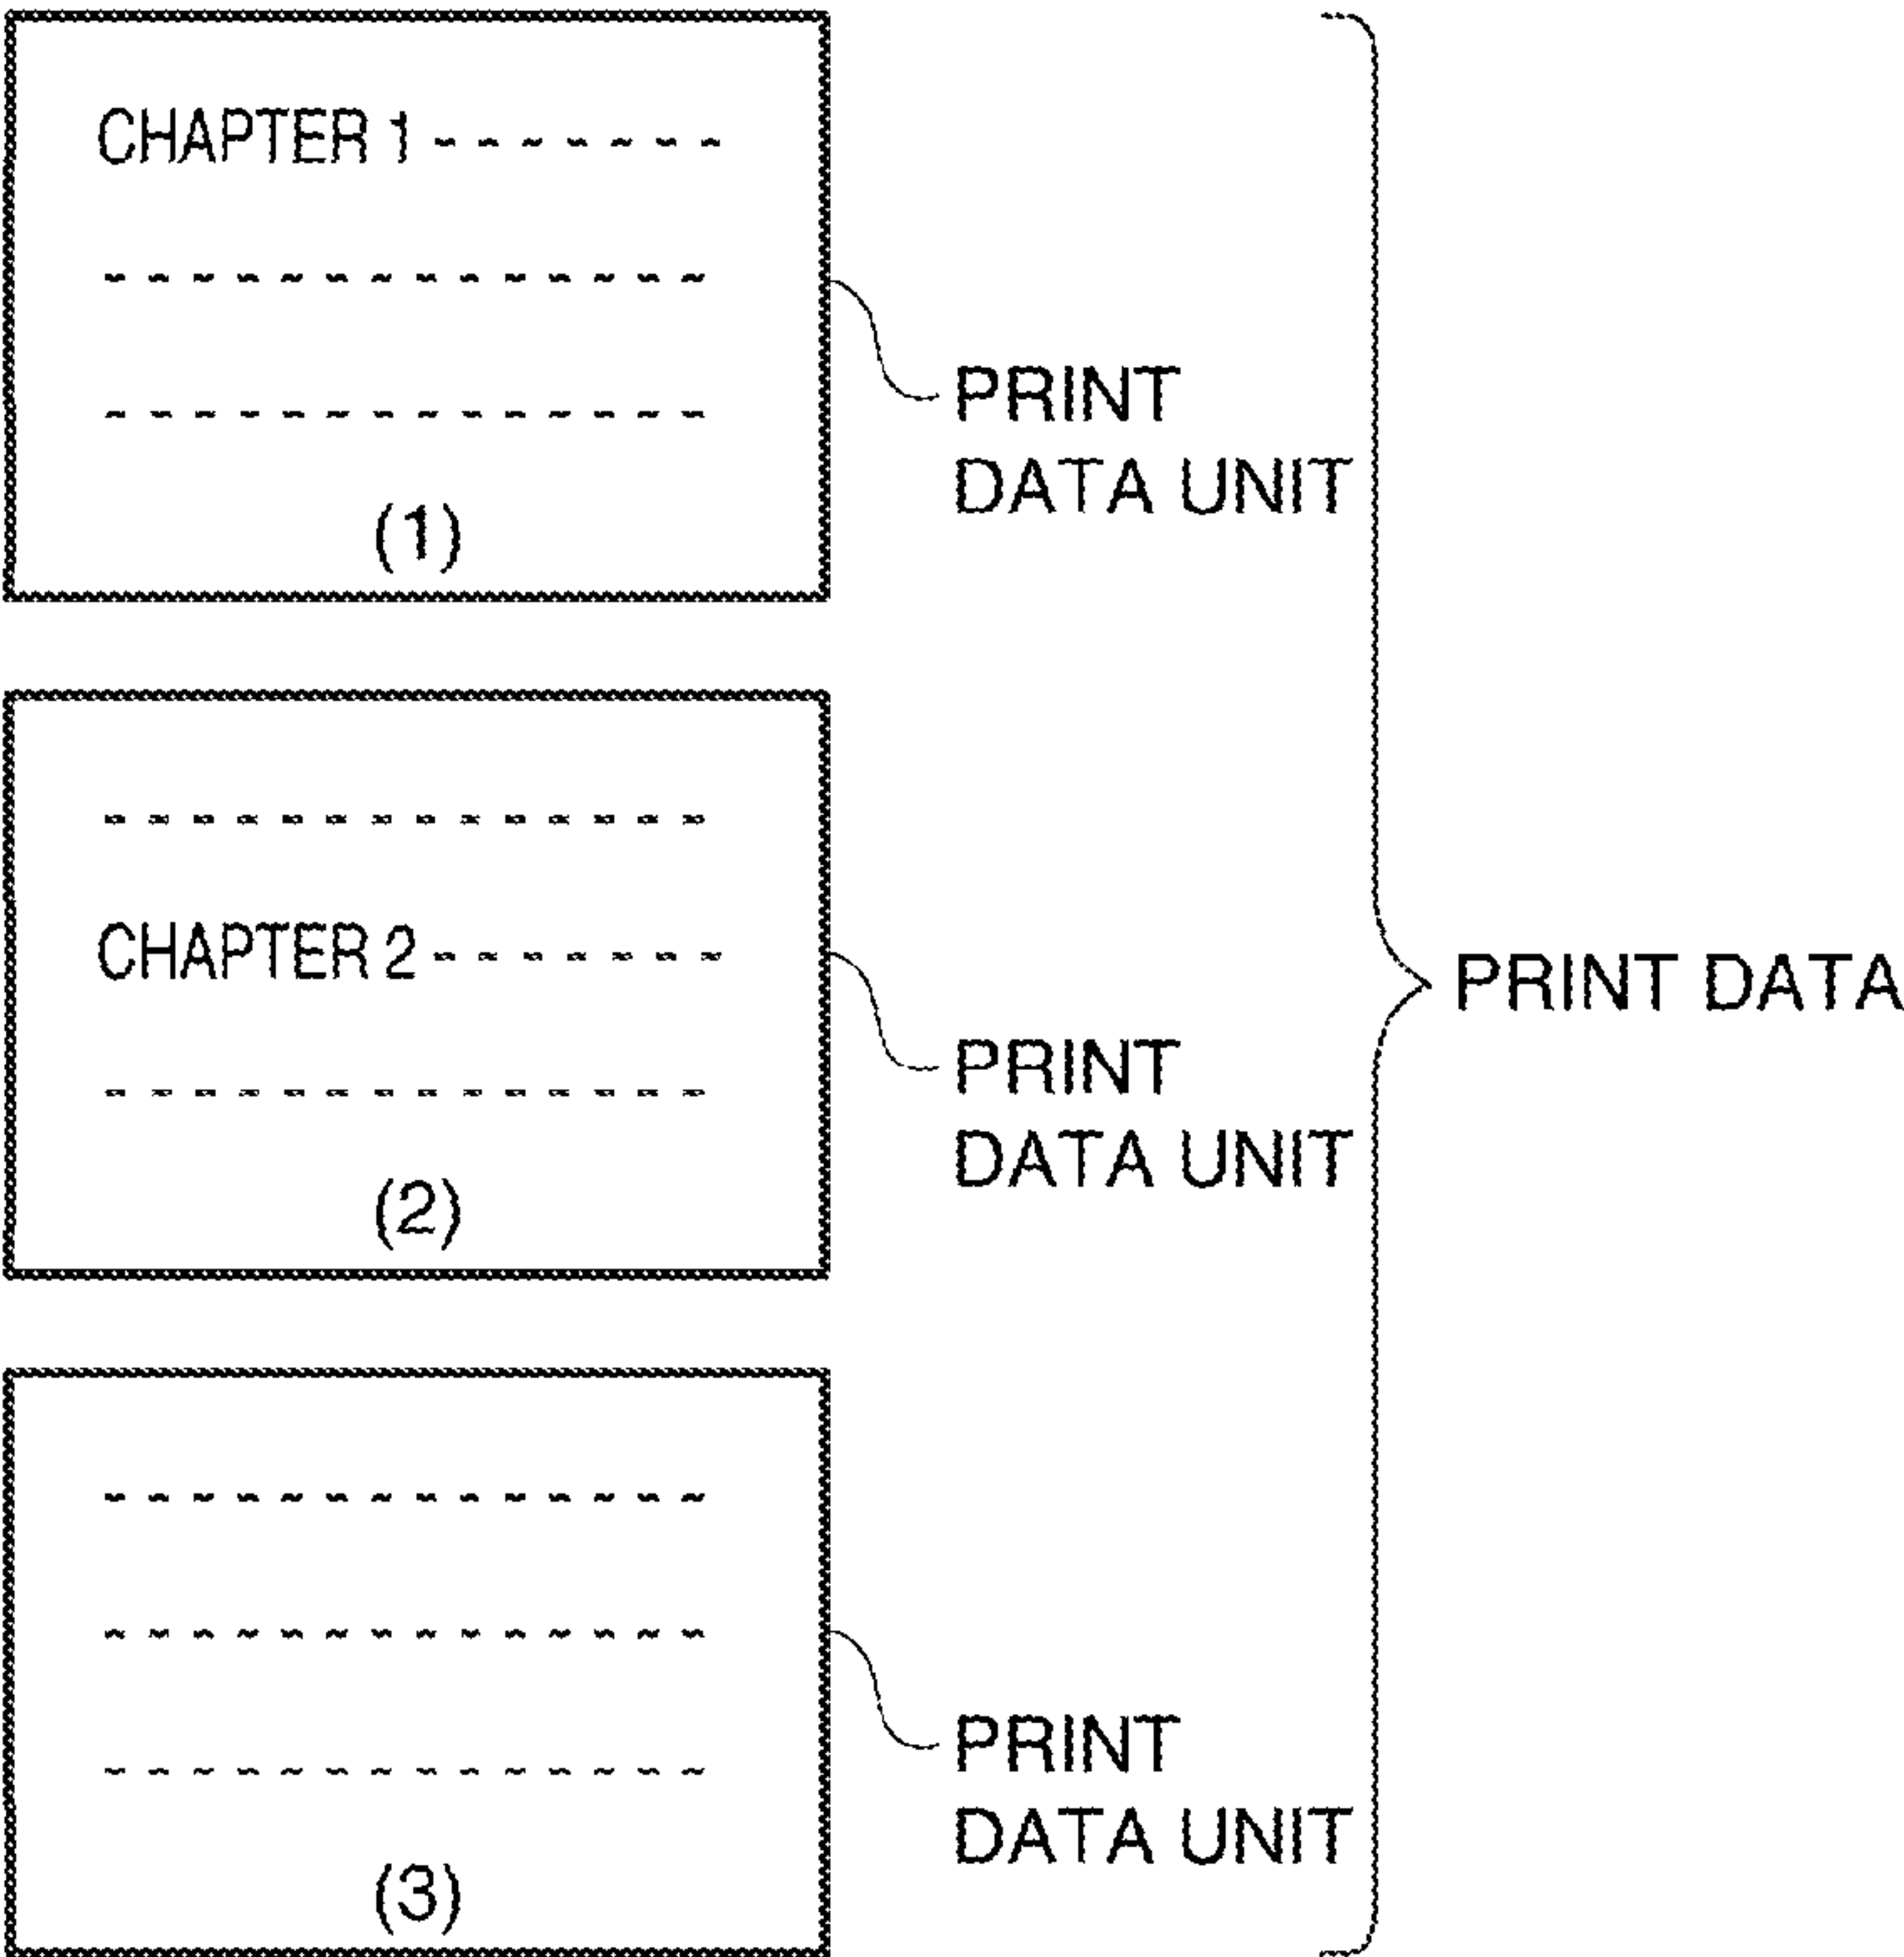 CHAPTER 1 - - - - - - -
- - - - - - - - - - - - - -
- - - - - - - - - - - - - -
(1)
PRINT
DATA UNIT
- - - - - - - - - - - - - -
CHAPTER 2 - - - - - - -
- - - - - - - - - - - - - -
(2)
PRINT
DATA UNIT
- - - - - - - - - - - - - -
- - - - - - - - - - - - - -
- - - - - - - - - - - - - -
(3)
PRINT
DATA UNIT
PRINT DATA